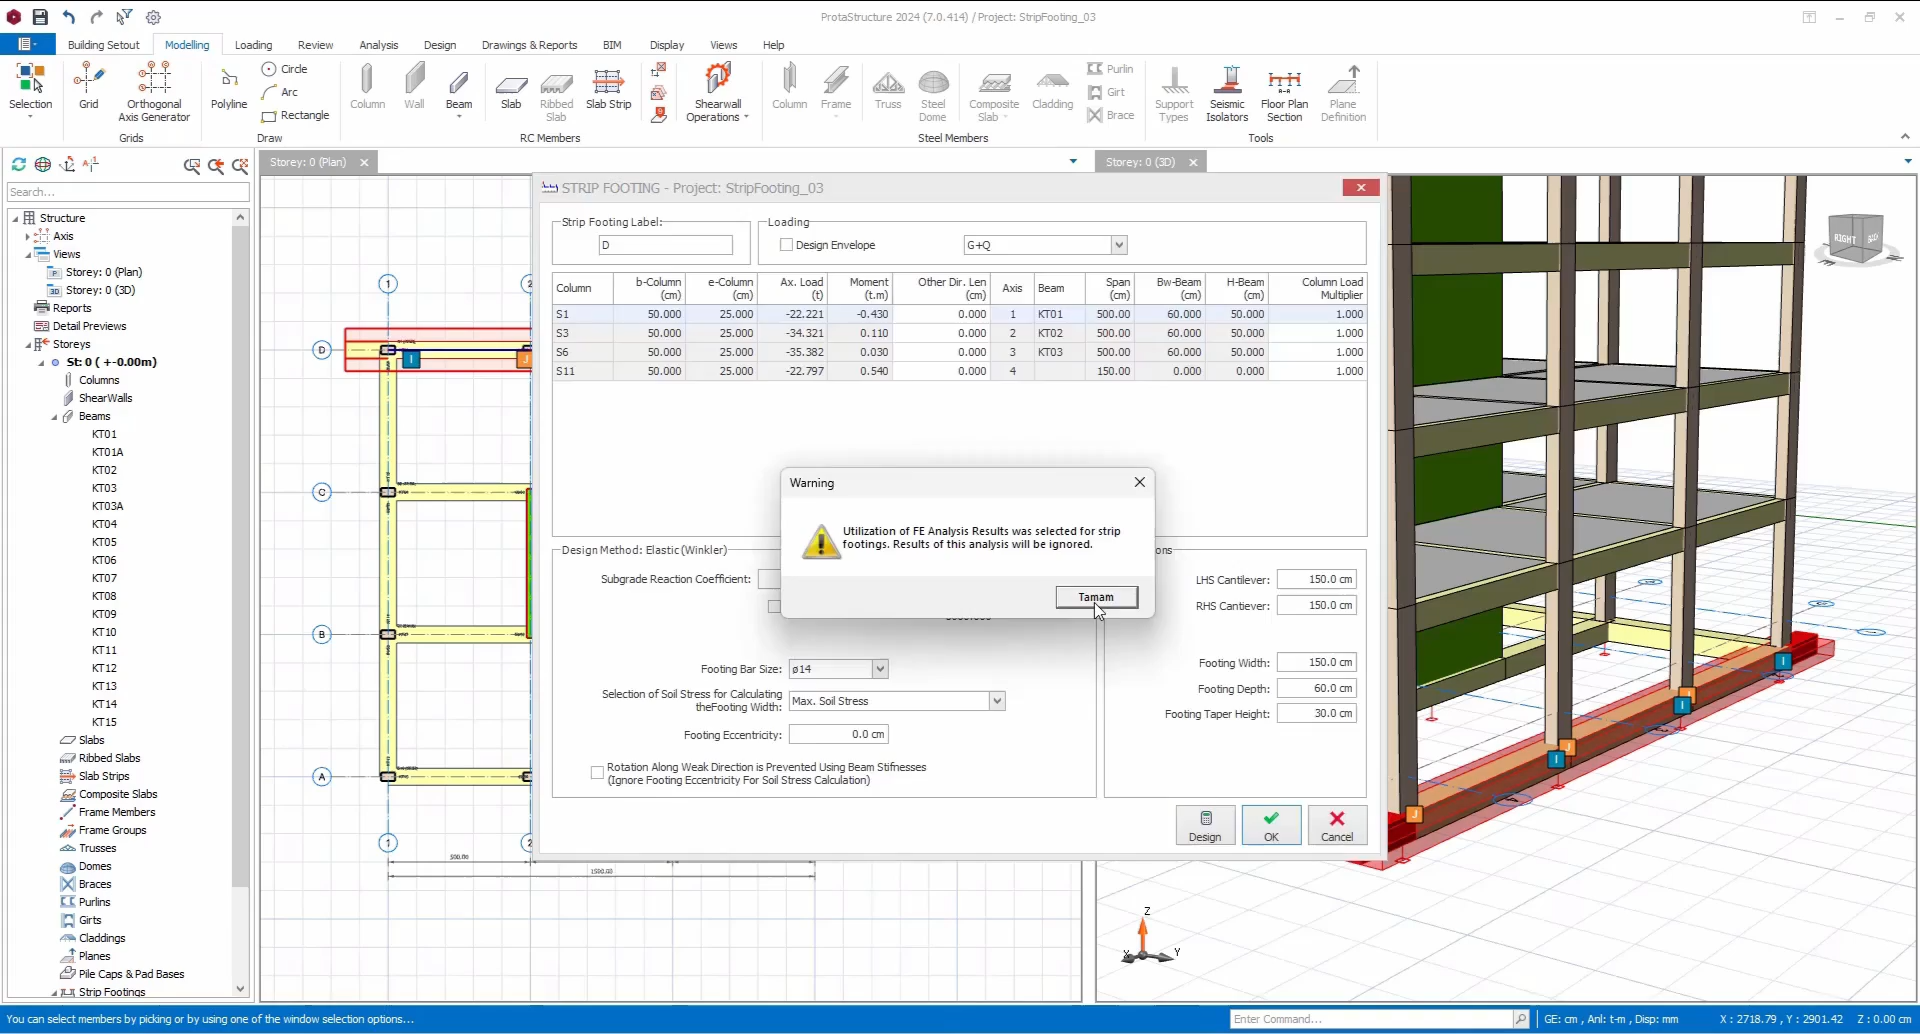 ProtaStructure 2024 (7.0.414) / Project: StripFooting_03
Building Setout
Modelling
Loading
Review
Analysis
Design
Drawings & Reports
BIM
Display
Views
Help
Selection
Grid
Orthogonal
Axis Generator
Grids
Polyline
Circle
Arc
Rectangle
Draw
Column
Wall
Beam
Slab
Ribbed
Slab
Slab Strip
RC Members
Shearwall
Operations
Column
Frame
Truss
Steel
Dome
Composite
Slab
Cladding
Purlin
Girt
Brace
Steel Members
Support
Types
Seismic
Isolators
Floor Plan
Section
Plane
Definition
Tools
Search...
Structure
Axis
Views
Storey: 0 (Plan)
Storey: 0 (3D)
Reports
Detail Previews
Storeys
St: 0 ( +-0.00m)
Columns
ShearWalls
Beams
KT01
KT01A
KT02
KT03
KT03A
KT04
KT05
KT06
KT07
KT08
KT09
KT10
KT11
KT12
KT13
KT14
KT15
Slabs
Ribbed Slabs
Slab Strips
Composite Slabs
Frame Members
Frame Groups
Trusses
Domes
Braces
Purlins
Girts
Claddings
Planes
Pile Caps & Pad Bases
Strip Footings
Storey: 0 (Plan)
Storey: 0 (3D)
1
2
D
I
J
C
B
A
1
2
500.00
1500.00
STRIP FOOTING - Project: StripFooting_03
Strip Footing Label:
D
Loading
Design Envelope
G+Q
Column b-Column (cm) e-Column (cm) Ax. Load (t) Moment (t.m) Other Dir. Len (cm) Axis Beam Span (cm) Bw-Beam (cm) H-Beam (cm) Column Load Multiplier
S1 50.000 25.000 -22.221 -0.430 0.000 1 KT01 500.00 60.000 50.000 1.000
S3 50.000 25.000 -34.321 0.110 0.000 2 KT02 500.00 60.000 50.000 1.000
S6 50.000 25.000 -35.382 0.030 0.000 3 KT03 500.00 60.000 50.000 1.000
S11 50.000 25.000 -22.797 0.540 0.000 4 150.00 0.000 0.000 1.000
Warning
Utilization of FE Analysis Results was selected for strip
footings. Results of this analysis will be ignored.
Tamam
Design Method: Elastic (Winkler)
Subgrade Reaction Coefficient:
Footing Bar Size:
ø14
Selection of Soil Stress for Calculating
theFooting Width:
Max. Soil Stress
Footing Eccentricity:
0.0 cm
Rotation Along Weak Direction is Prevented Using Beam Stifnesses
(Ignore Footing Eccentricity For Soil Stress Calculation)
ons
LHS Cantilever: 150.0 cm
RHS Cantiever: 150.0 cm
Footing Width: 150.0 cm
Footing Depth: 60.0 cm
Footing Taper Height: 30.0 cm
Design
OK
Cancel
RIGHT
I
J
I
J
I
J
Z
X
Y
You can select members by picking or by using one of the window selection options...
Enter Command...
GE: cm , Anl: t-m , Disp: mm
X : 2718.79 , Y : 2901.42 Z : 0.00 cm